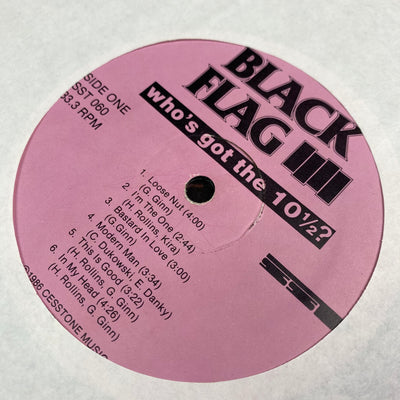 BLACK
FLAG
who's got the 10½?
SIDE ONE
SST 060
33.3 RPM
1. Loose Nut (4:00)
(G. Ginn)
2. I'm The One (2:44)
(H. Rollins, Kira)
3. Bastard in Love (3:00)
(G. Ginn)
4. Modern Man (3:34)
(C. Dukowski, E. Danky)
5. This Is Good (3:22)
(H. Rollins, G. Ginn)
6. In My Head (4:26)
(H. Rollins, G. Ginn)
©1986 CESSTONE MUSIC
SST